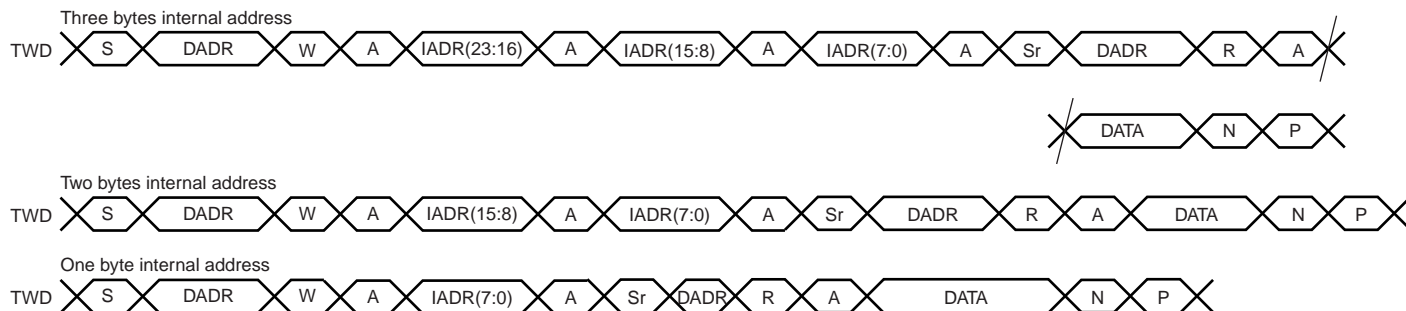 Three bytes internal address
TWD S DADR W A IADR(23:16) A IADR(15:8) A IADR(7:0) A Sr DADR R A
DATA N P
Two bytes internal address
TWD S DADR W A IADR(15:8) A IADR(7:0) A Sr DADR R A DATA N P
One byte internal address
TWD S DADR W A IADR(7:0) A Sr DADR R A DATA N P